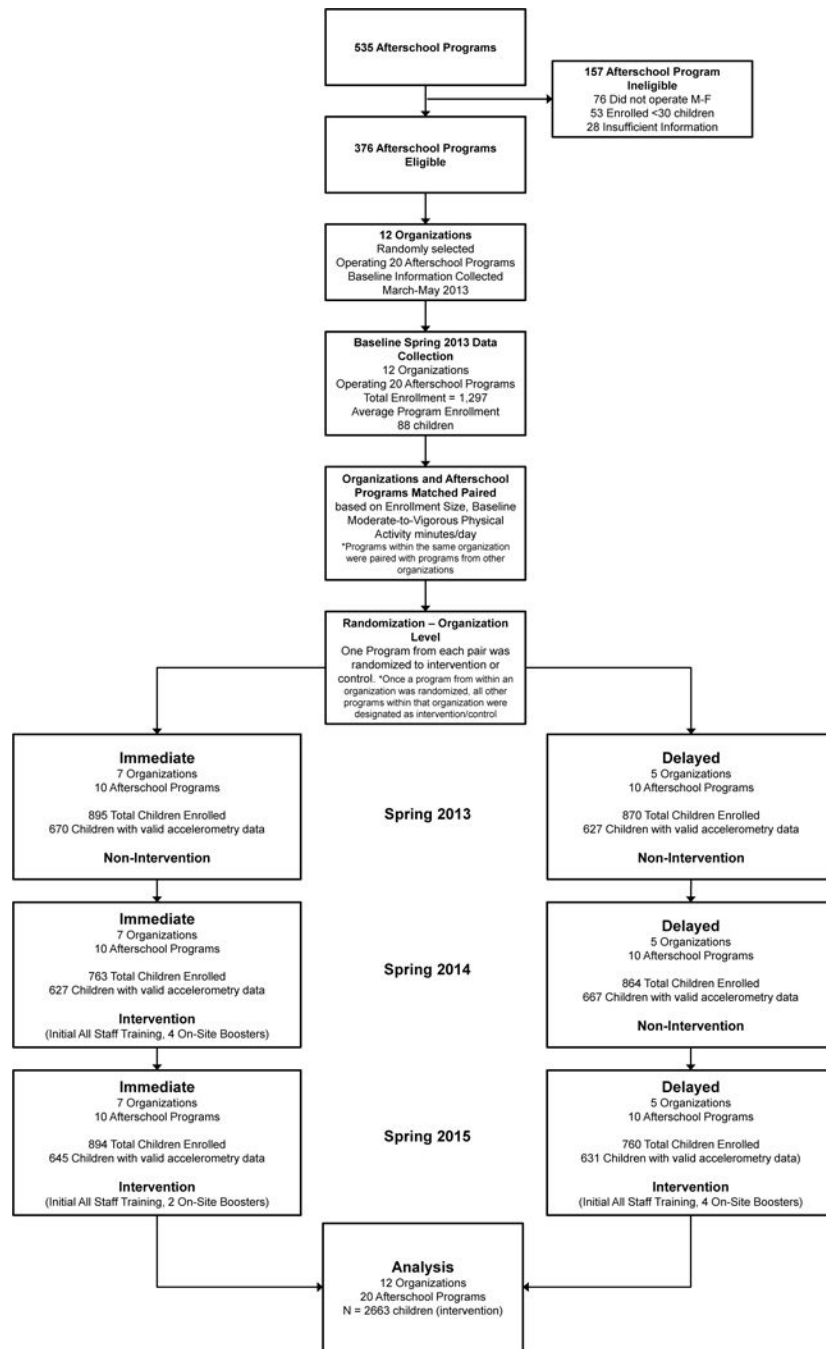 535 Afterschool Programs
157 Afterschool Program
Ineligible
76 Did not operate M-F
53 Enrolled <30 children
28 Insufficient Information
376 Afterschool Programs
Eligible
12 Organizations
Randomly selected
Operating 20 Afterschool Programs
Baseline Information Collected
March-May 2013
Baseline Spring 2013 Data
Collection
12 Organizations
Operating 20 Afterschool Programs
Total Enrollment = 1,297
Average Program Enrollment
88 children
Organizations and Afterschool
Programs Matched Paired
based on Enrollment Size, Baseline
Moderate-to-Vigorous Physical
Activity minutes/day
*Programs within the same organization
were paired with programs from other
organizations
Randomization – Organization
Level
One Program from each pair was
randomized to intervention or
control. *Once a program from within an
organization was randomized, all other
programs within that organization were
designated as intervention/control
Immediate
7 Organizations
10 Afterschool Programs
895 Total Children Enrolled
670 Children with valid accelerometry data
Non-Intervention
Spring 2013
Delayed
5 Organizations
10 Afterschool Programs
870 Total Children Enrolled
627 Children with valid accelerometry data
Non-Intervention
Immediate
7 Organizations
10 Afterschool Programs
763 Total Children Enrolled
627 Children with valid accelerometry data
Intervention
(Initial All Staff Training, 4 On-Site Boosters)
Spring 2014
Delayed
5 Organizations
10 Afterschool Programs
864 Total Children Enrolled
667 Children with valid accelerometry data
Non-Intervention
Immediate
7 Organizations
10 Afterschool Programs
894 Total Children Enrolled
645 Children with valid accelerometry data
Intervention
(Initial All Staff Training, 2 On-Site Boosters)
Spring 2015
Delayed
5 Organizations
10 Afterschool Programs
760 Total Children Enrolled
631 Children with valid accelerometry data)
Intervention
(Initial All Staff Training, 4 On-Site Boosters)
Analysis
12 Organizations
20 Afterschool Programs
N = 2663 children (intervention)